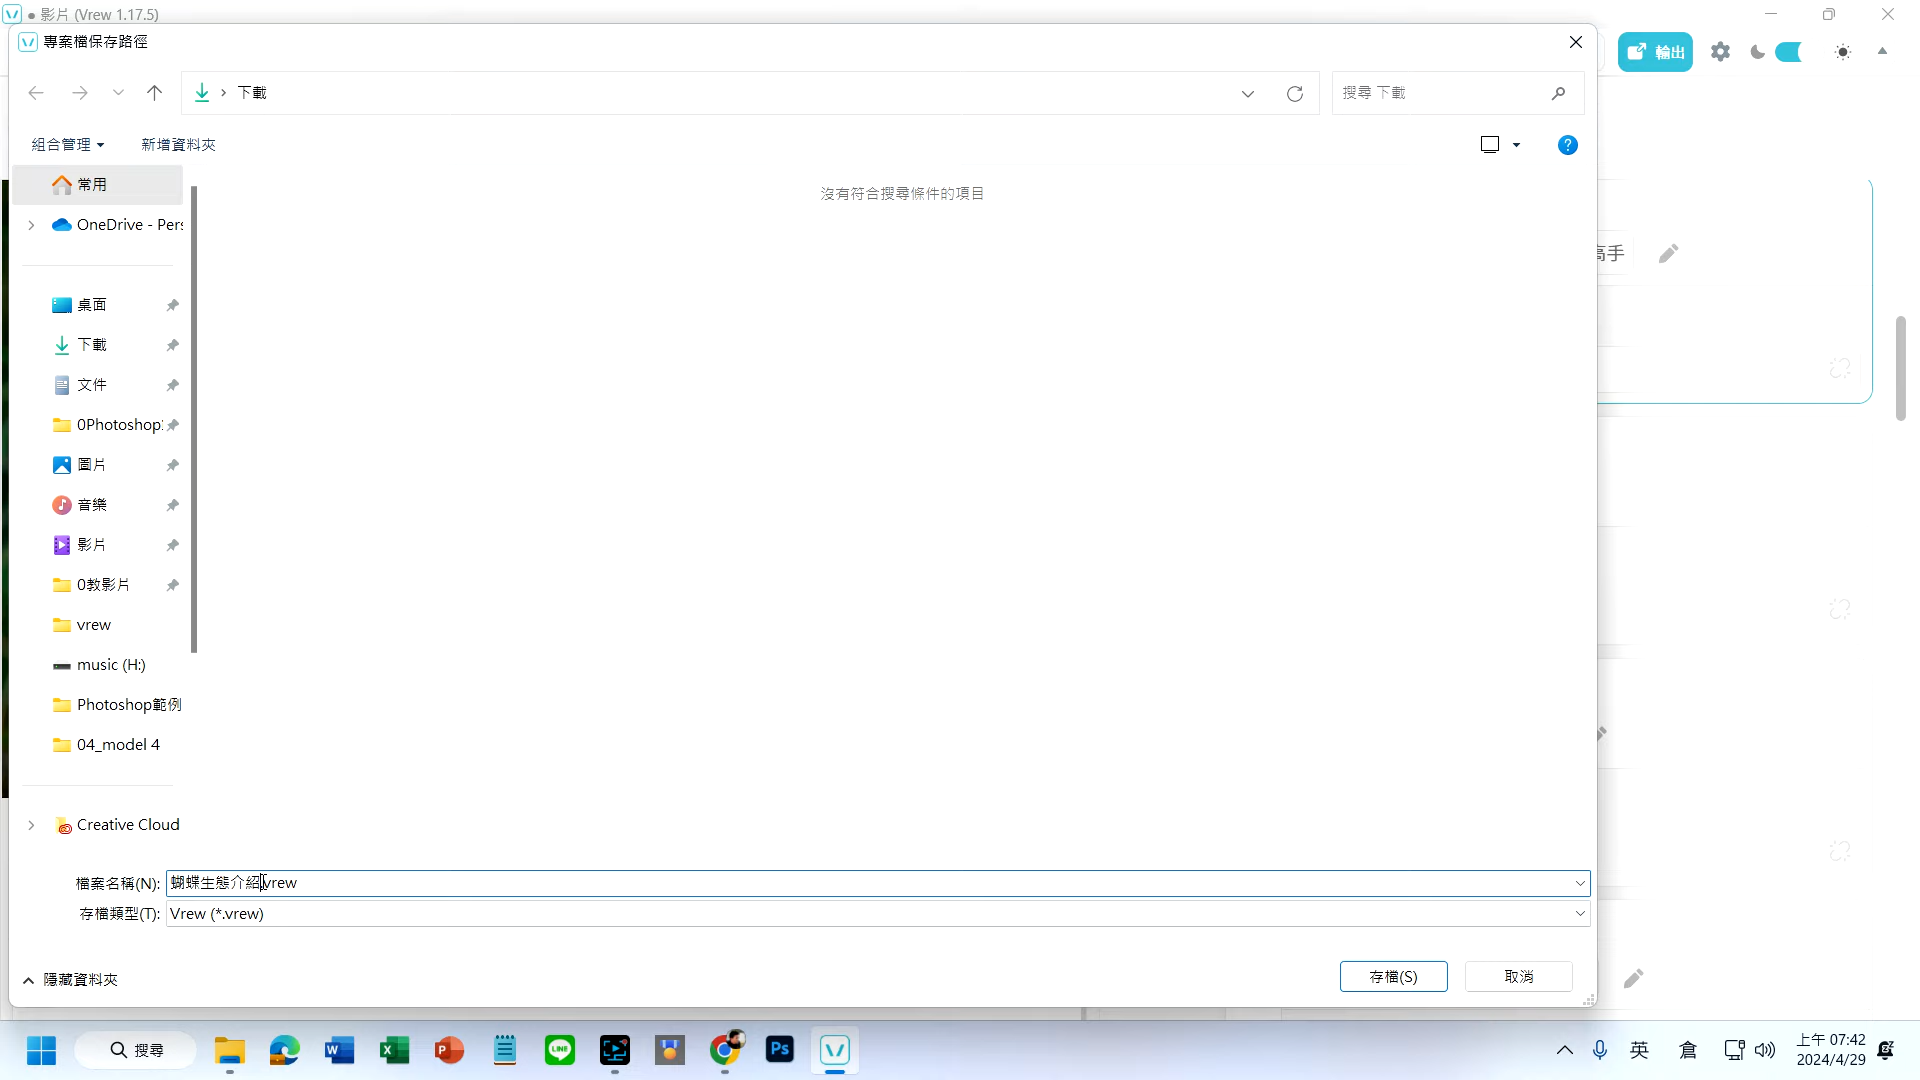 ● 影片 (Vrew 1.17.5)
專案檔保存路徑
輸出
下載
搜尋 下載
組合管理
新增資料夾
常用
沒有符合搜尋條件的項目
OneDrive - Pers
高手
桌面
下載
文件
0Photoshop
圖片
音樂
影片
0教影片
vrew
music (H:)
Photoshop範例
04_model 4
Creative Cloud
檔案名稱(N):
蝴蝶生態介紹.vrew
存檔類型(T):
Vrew (*.vrew)
隱藏資料夾
存檔(S)
取消
搜尋
英
倉
上午 07:42
2024/4/29